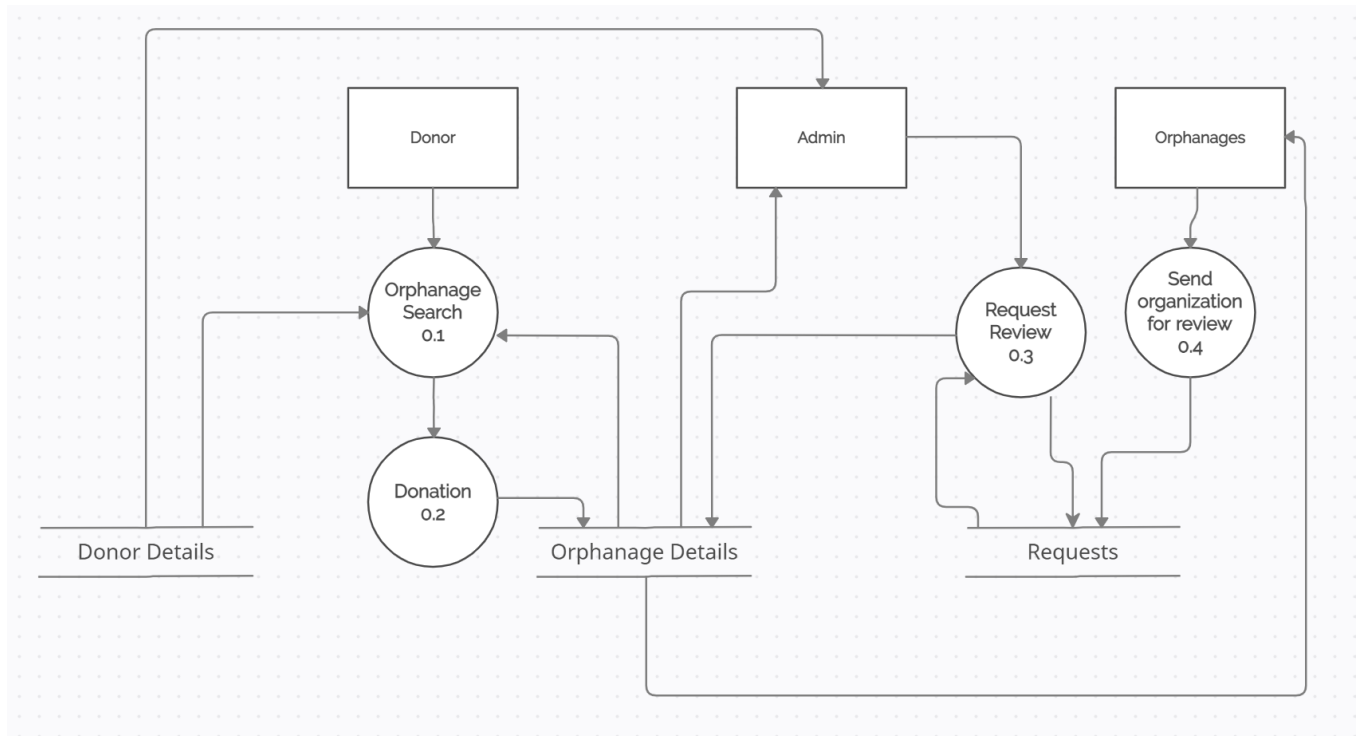 Donor
Admin
Orphanages
Orphanage
Search
0.1
Request
Review
0.3
Send
organization
for review
0.4
Donation
0.2
Donor Details
Orphanage Details
Requests